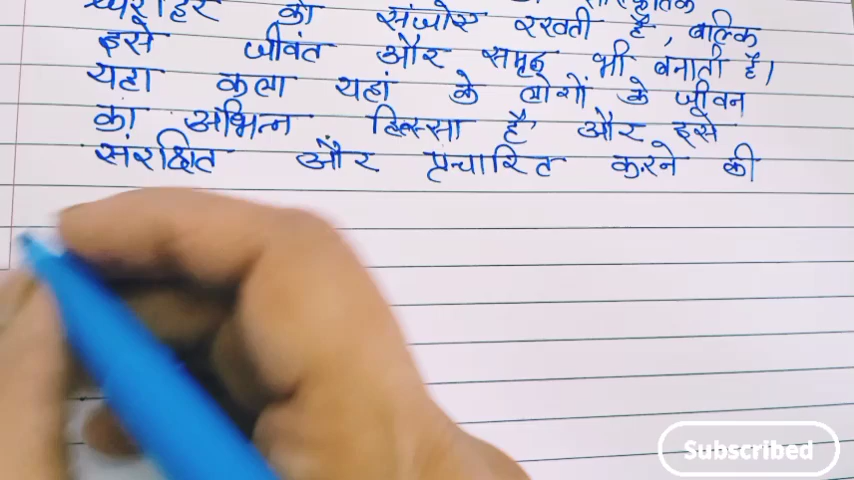 सांस्कृतिक
धरोहर को संजोए रखती है, बल्कि
इसे जीवंत और समृद्ध भी बनाती है।
यहा कला यहां के लोगों के जीवन
का अभिन्न हिस्सा है और इसे
संरक्षित और प्रचारित करने की
Subscribed